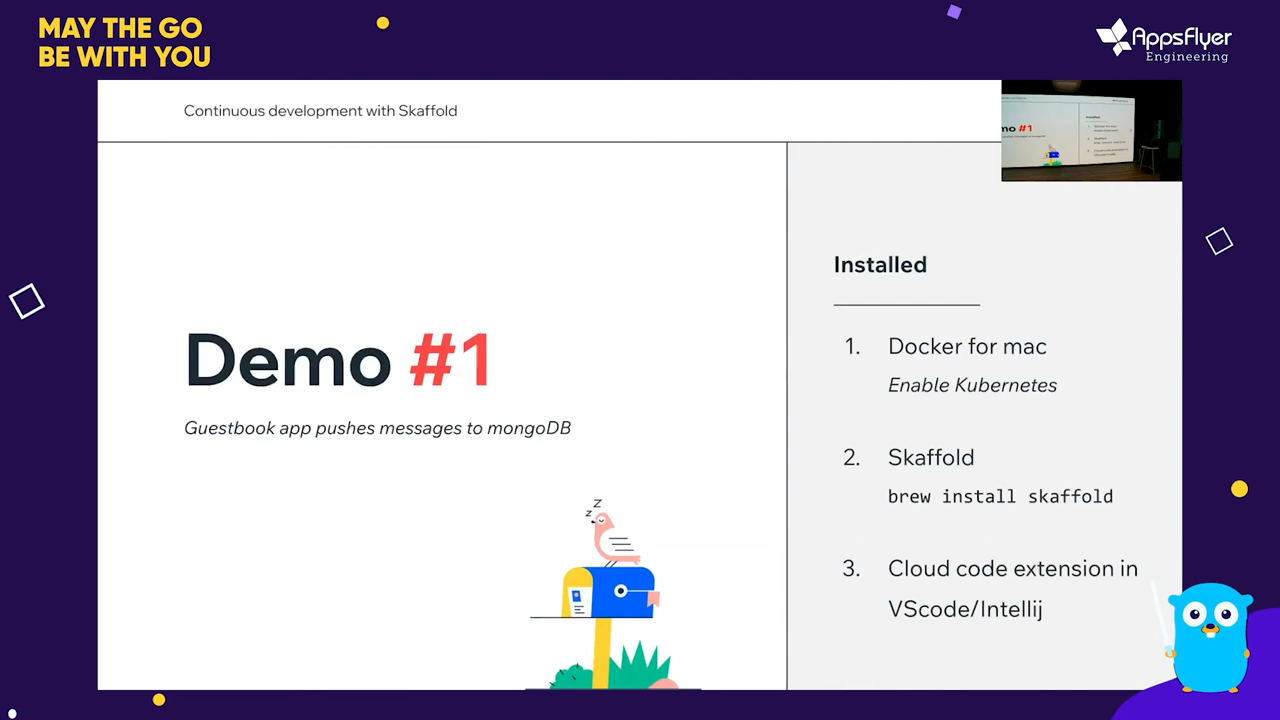 MAY THE GO
BE WITH YOU
AppsFlyer
Engineering
Continuous development with Skaffold
Demo #1
Guestbook app pushes messages to mongoDB
z
z
Installed
1. Docker for mac
Enable Kubernetes
2. Skaffold
brew install skaffold
3. Cloud code extension in
VScode/Intellij
mo #1